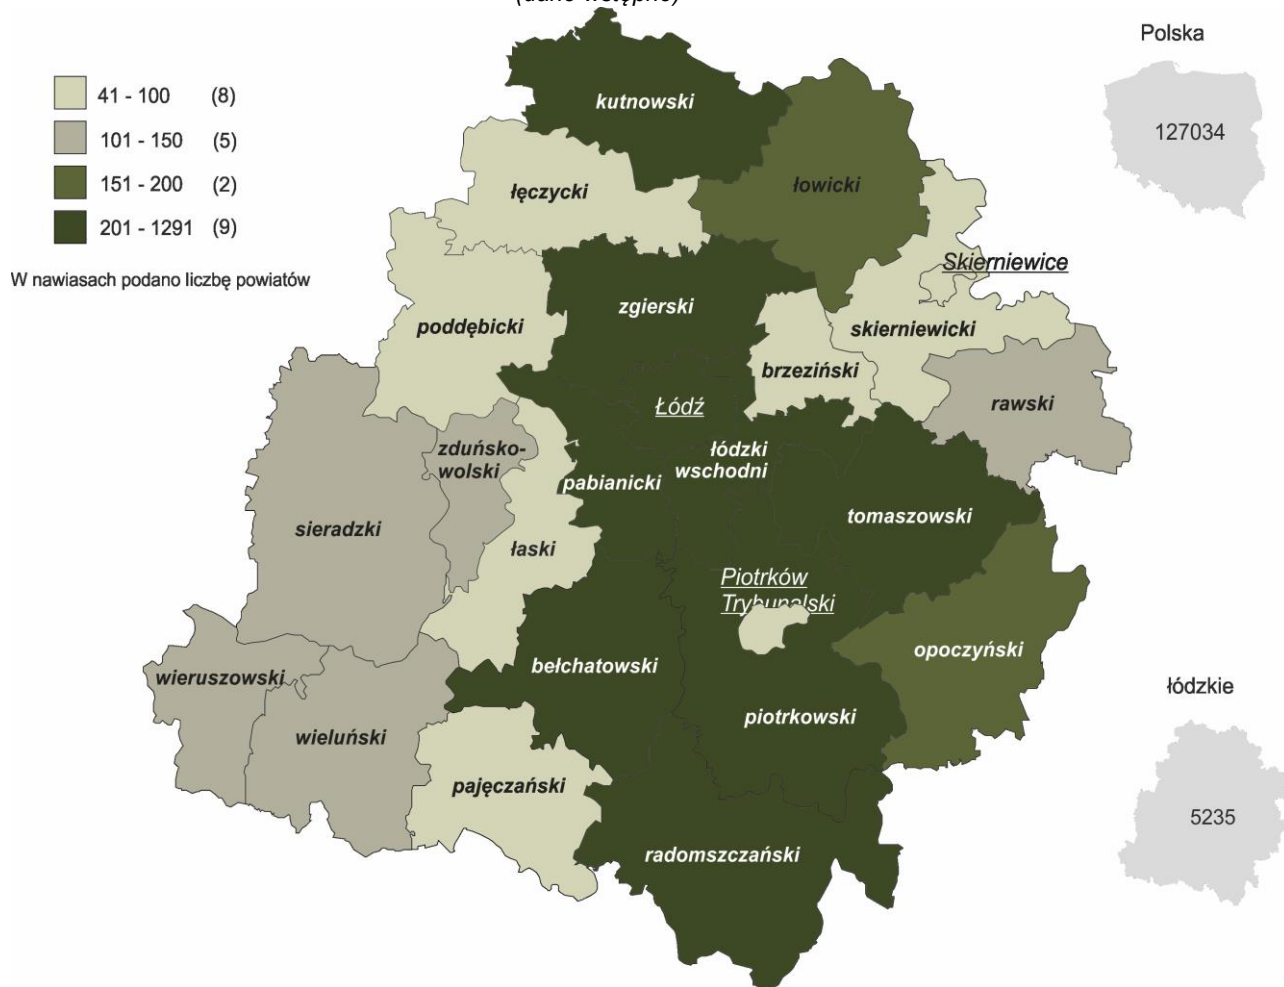 (dane wstępne)
Polska
127034
41 - 100 (8)
101 - 150 (5)
151 - 200 (2)
201 - 1291 (9)
W nawiasach podano liczbę powiatów
kutnowski
łęczycki
łowicki
Skierniewice
zgierski
poddębicki
skierniewicki
brzeziński
rawski
Łódź
zduńsko-
wolski
łódzki
wschodni
pabianicki
sieradzki
tomaszowski
łaski
Piotrków
Trybunalski
opoczyński
bełchatowski
wieruszowski
piotrkowski
wieluński
pajęczański
radomszczański
łódzkie
5235